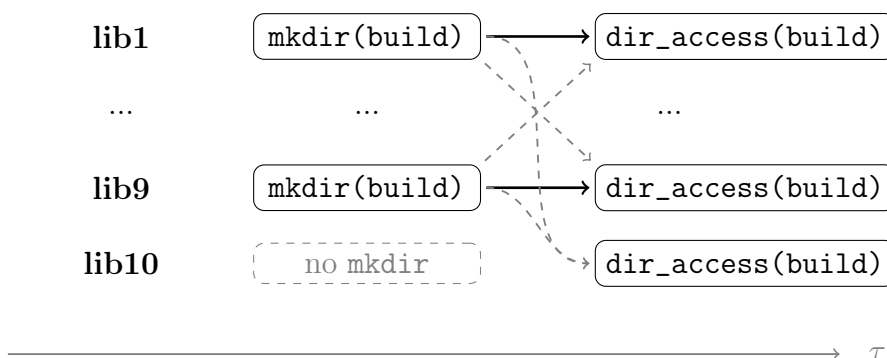 lib1 mkdir(build) dir_access(build)
... ... ...
lib9 mkdir(build) dir_access(build)
lib10 no mkdir dir_access(build)
τ